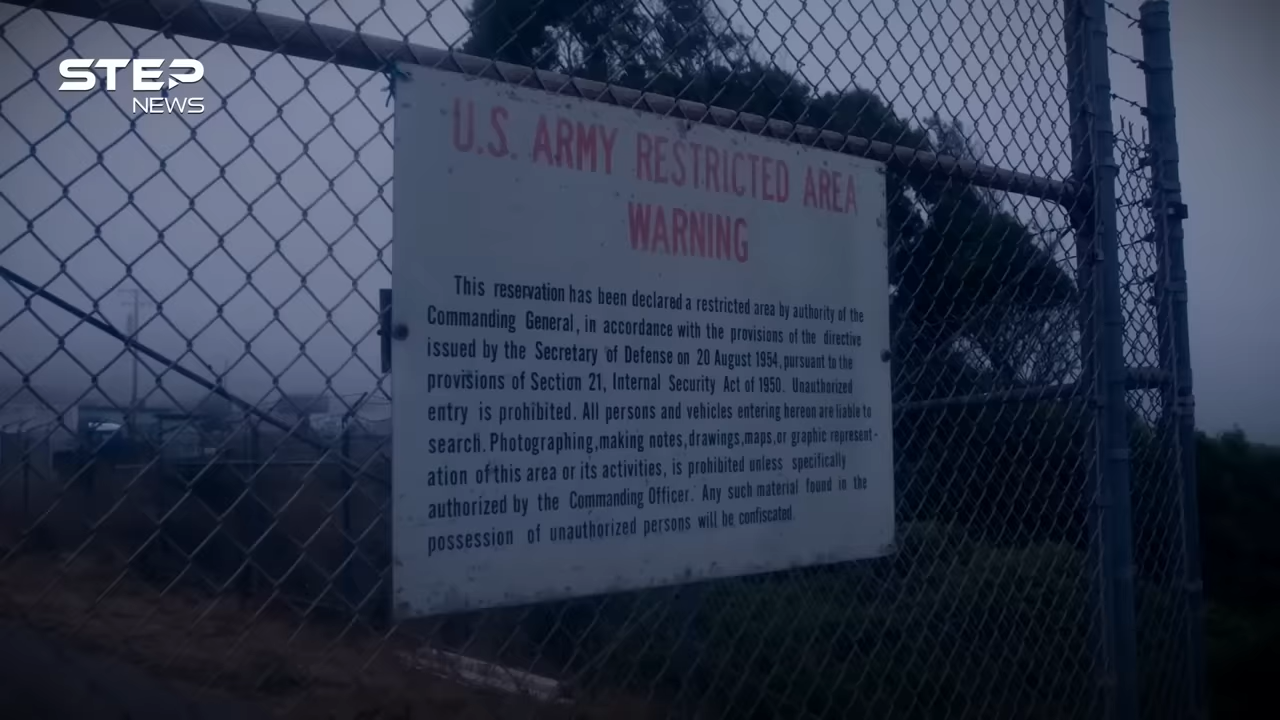 STEP
NEWS
U.S. ARMY RESTRICTED AREA
WARNING
This reservation has been declared a restricted area by authority of the
Commanding General, in accordance with the provisions of the directive
issued by the Secretary of Defense on 20 August 1954, pursuant to the
provisions of Section 21, Internal Security Act of 1950. Unauthorized
entry is prohibited. All persons and vehicles entering hereon are liable to
search. Photographing, making notes, drawings, maps, or graphic represent-
ation of this area or its activities, is prohibited unless specifically
authorized by the Commanding Officer. Any such material found in the
possession of unauthorized persons will be confiscated.